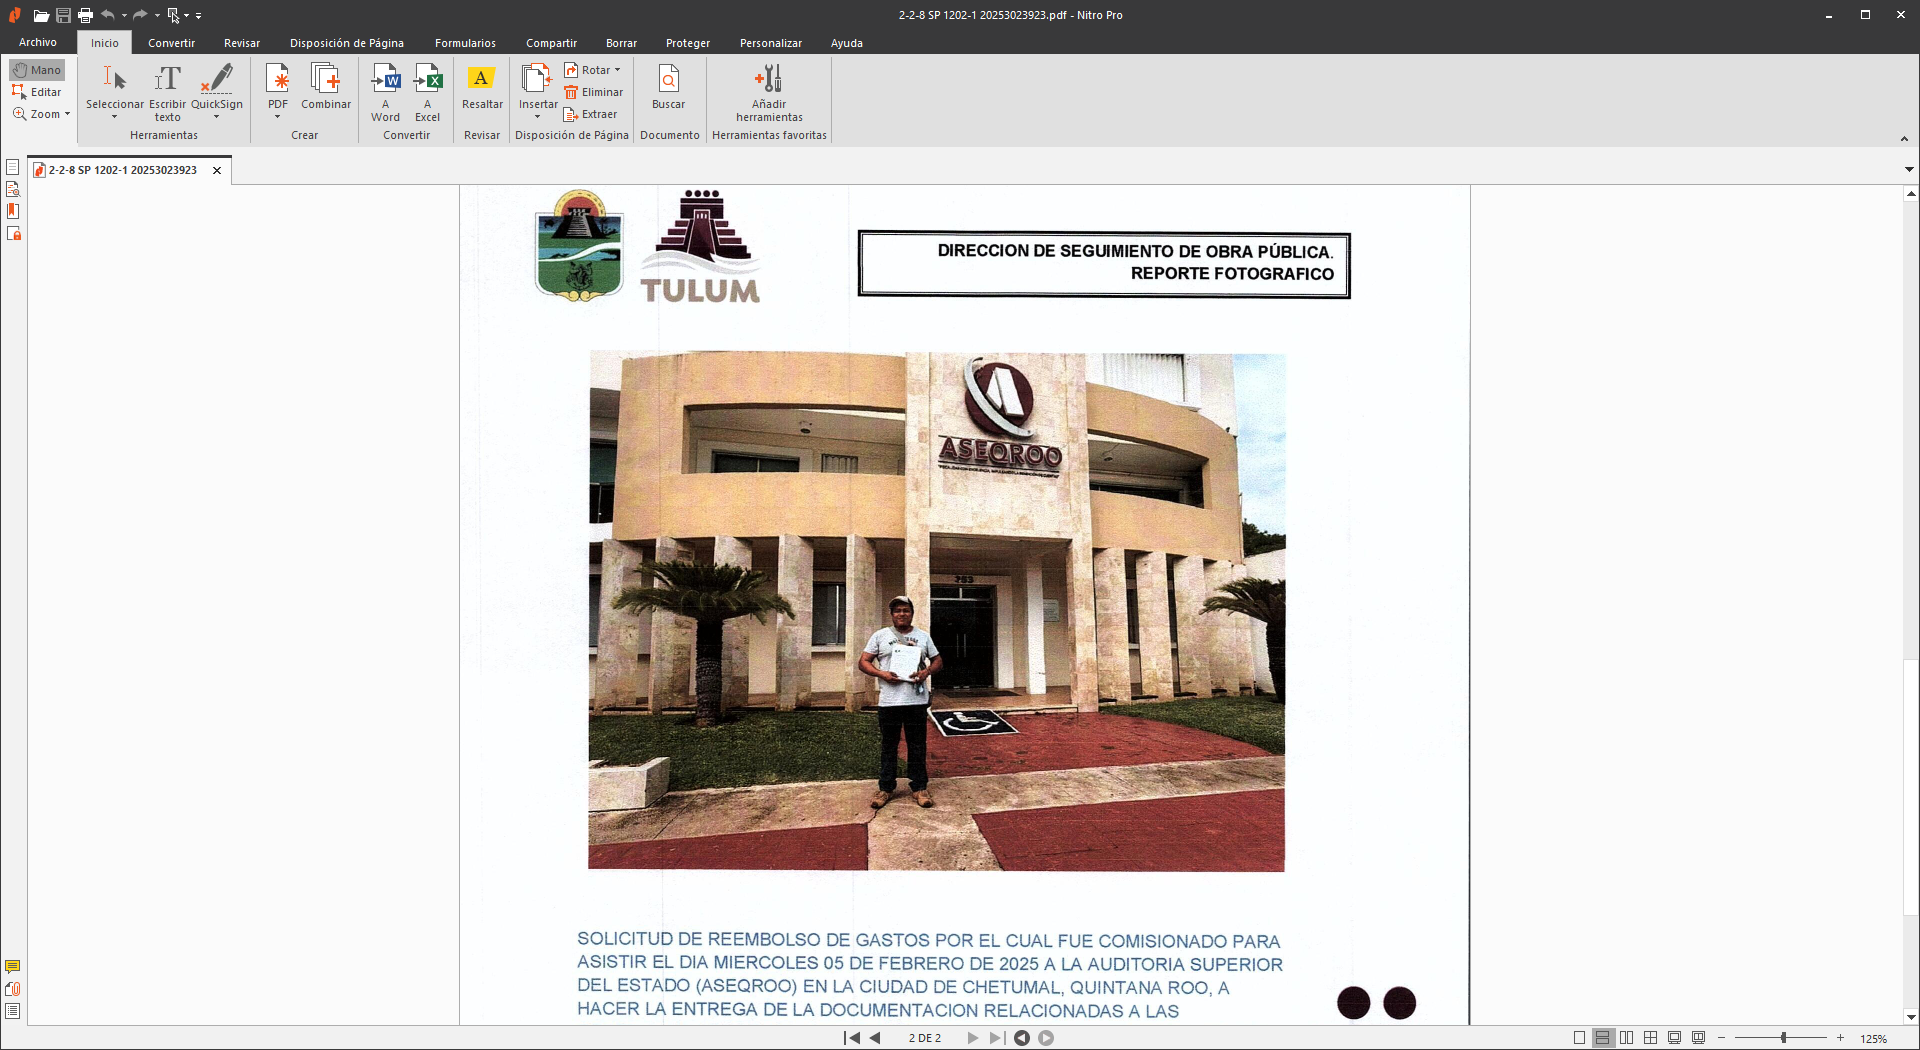 2-2-8 SP 1202-1 20253023923.pdf - Nitro Pro
Archivo
Inicio
Convertir
Revisar
Disposición de Página
Formularios
Compartir
Borrar
Proteger
Personalizar
Ayuda
Mano
Editar
Zoom
Seleccionar
Escribir texto
QuickSign
Herramientas
PDF
Combinar
Crear
A Word
A Excel
Convertir
Resaltar
Revisar
Insertar
Rotar
Eliminar
Extraer
Disposición de Página
Buscar
Documento
Añadir herramientas
Herramientas favoritas
2-2-8 SP 1202-1 20253023923
TULUM
DIRECCION DE SEGUIMIENTO DE OBRA PÚBLICA.
REPORTE FOTOGRAFICO
ASEQROO
753
SOLICITUD DE REEMBOLSO DE GASTOS POR EL CUAL FUE COMISIONADO PARA
ASISTIR EL DIA MIERCOLES 05 DE FEBRERO DE 2025 A LA AUDITORIA SUPERIOR
DEL ESTADO (ASEQROO) EN LA CIUDAD DE CHETUMAL, QUINTANA ROO, A
HACER LA ENTREGA DE LA DOCUMENTACION RELACIONADAS A LAS
2 DE 2
125%